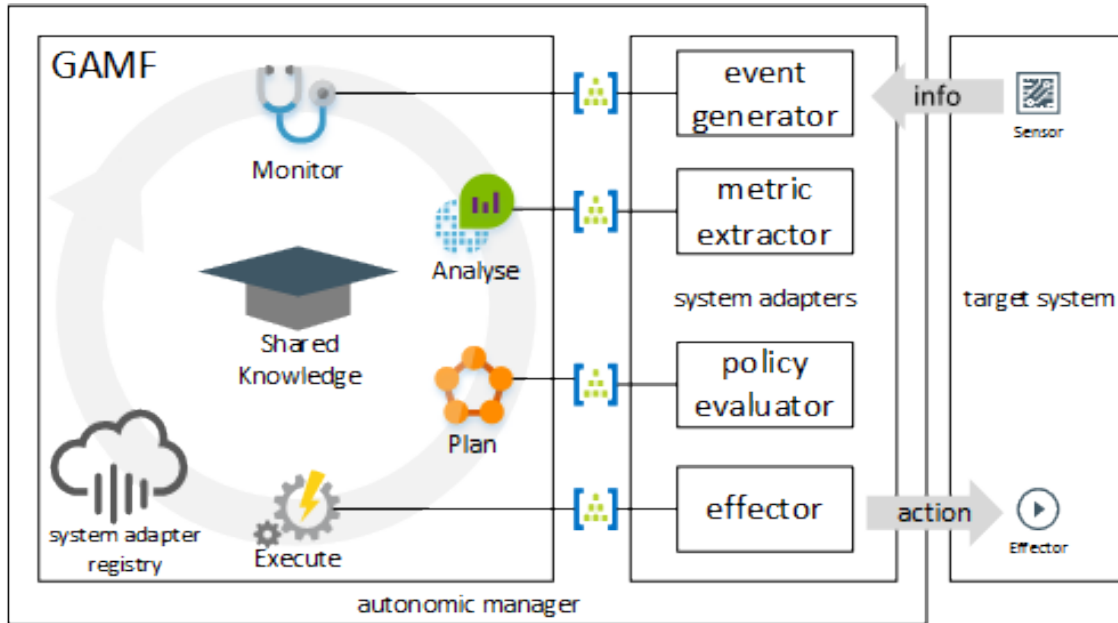 GAMF
Monitor
Analyse
Shared
Knowledge
Plan
Execute
system adapter
registry
event
generator
metric
extractor
system adapters
policy
evaluator
effector
autonomic manager
info
Sensor
target system
action
Effector